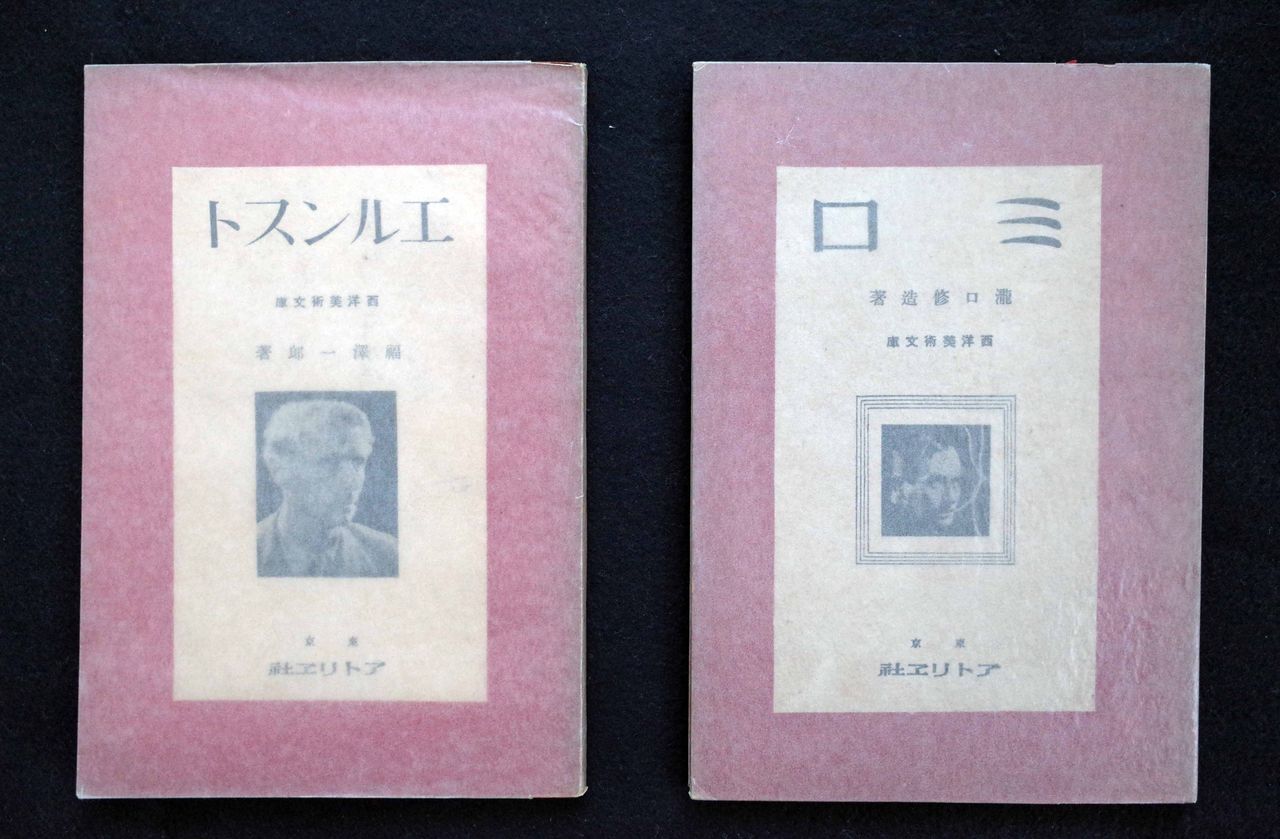 エルンスト
西洋美術文庫
福澤一郎著
東京
アトリヱ社
ミロ
瀧口修造著
西洋美術文庫
東京
アトリヱ社